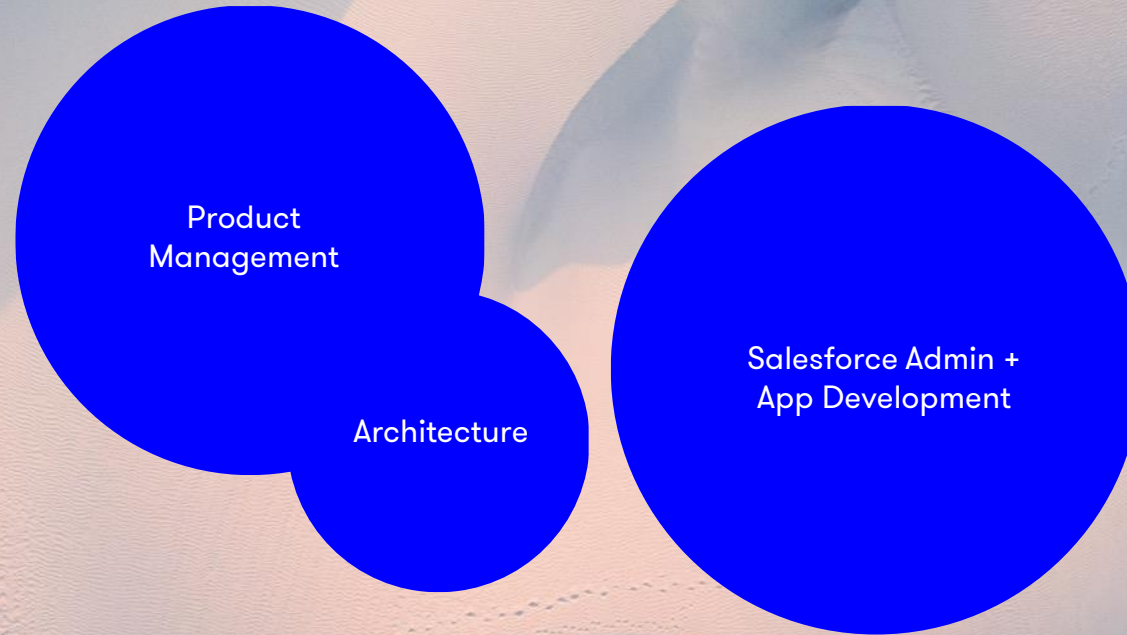 Product
Management
Architecture
Salesforce Admin +
App Development